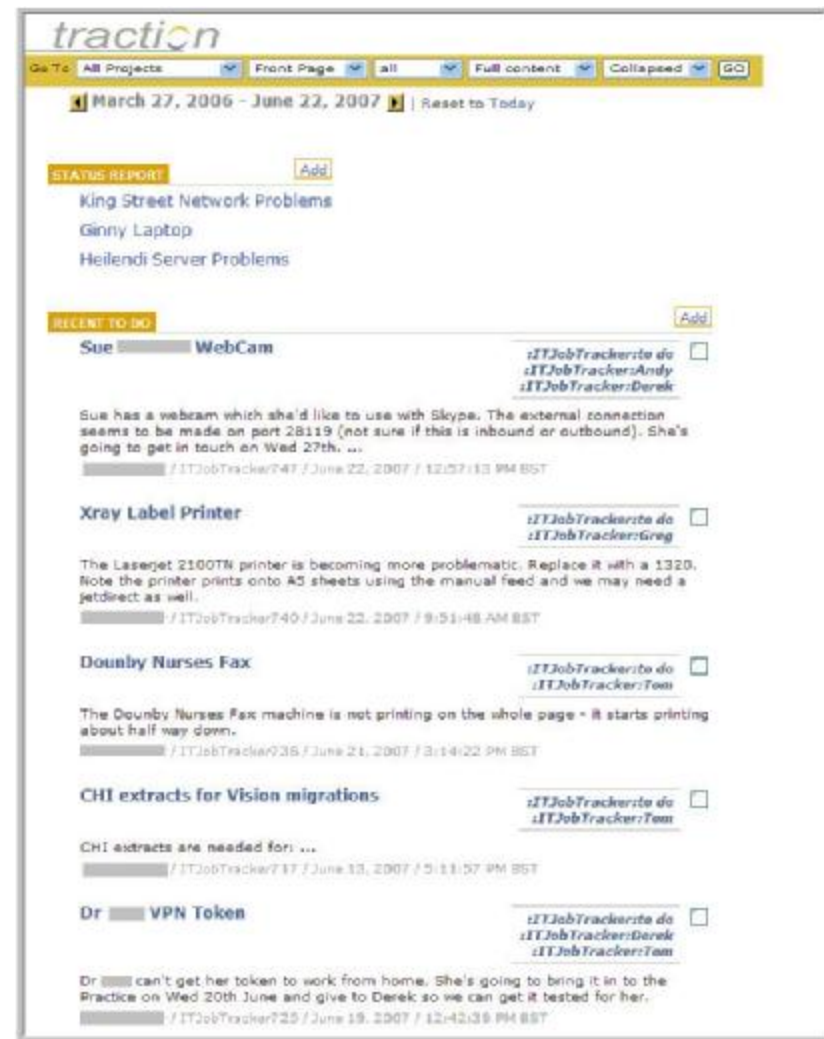 traction
Go To All Projects Front Page all Full content Collapsed GO
March 27, 2006 - June 22, 2007 | Reset to Today
STATUS REPORT Add
King Street Network Problems
Ginny Laptop
Heilendi Server Problems
RECENT TO DO Add
Sue WebCam
:ITJobTracker:to do
:ITJobTracker:Andy
:ITJobTracker:Derek
Sue has a webcam which she'd like to use with Skype. The external connection
seems to be made on port 28119 (not sure if this is inbound or outbound). She's
going to get in touch on Wed 27th. ...
/ ITJobTracker747 / June 22, 2007 / 12:57:13 PM BST
Xray Label Printer
:ITJobTracker:to do
:ITJobTracker:Greg
The Laserjet 2100TN printer is becoming more problematic. Replace it with a 1320.
Note the printer prints onto A5 sheets using the manual feed and we may need a
jetdirect as well.
/ ITJobTracker740 / June 22, 2007 / 9:51:48 AM BST
Dounby Nurses Fax
:ITJobTracker:to do
:ITJobTracker:Tom
The Dounby Nurses Fax machine is not printing on the whole page - it starts printing
about half way down.
/ ITJobTracker736 / June 21, 2007 / 3:14:22 PM BST
CHI extracts for Vision migrations
:ITJobTracker:to do
:ITJobTracker:Tom
CHI extracts are needed for: ...
/ ITJobTracker717 / June 13, 2007 / 5:11:57 PM BST
Dr VPN Token
:ITJobTracker:to do
:ITJobTracker:Derek
:ITJobTracker:Tom
Dr can't get her token to work from home. She's going to bring it in to the
Practice on Wed 20th June and give to Derek so we can get it tested for her.
/ ITJobTracker725 / June 19, 2007 / 12:42:39 PM BST